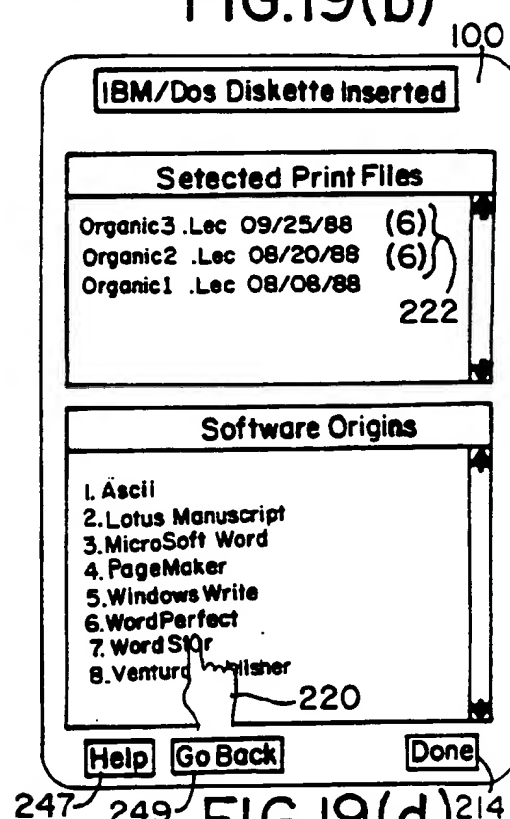 FIG.19(b)
100
IBM/Dos Diskette Inserted
Setected Print Files
Organic3 .Lec 09/25/88 (6)
Organic2 .Lec 08/20/88 (6)
Organic1 .Lec 08/08/88
222
Software Origins
1. Ascii
2. Lotus Manuscript
3. MicroSoft Word
4. PageMaker
5. Windows Write
6. WordPerfect
7. WordStar
8. Ventura
220
Help Go Back Done
247 249 FIG.19(d) 214